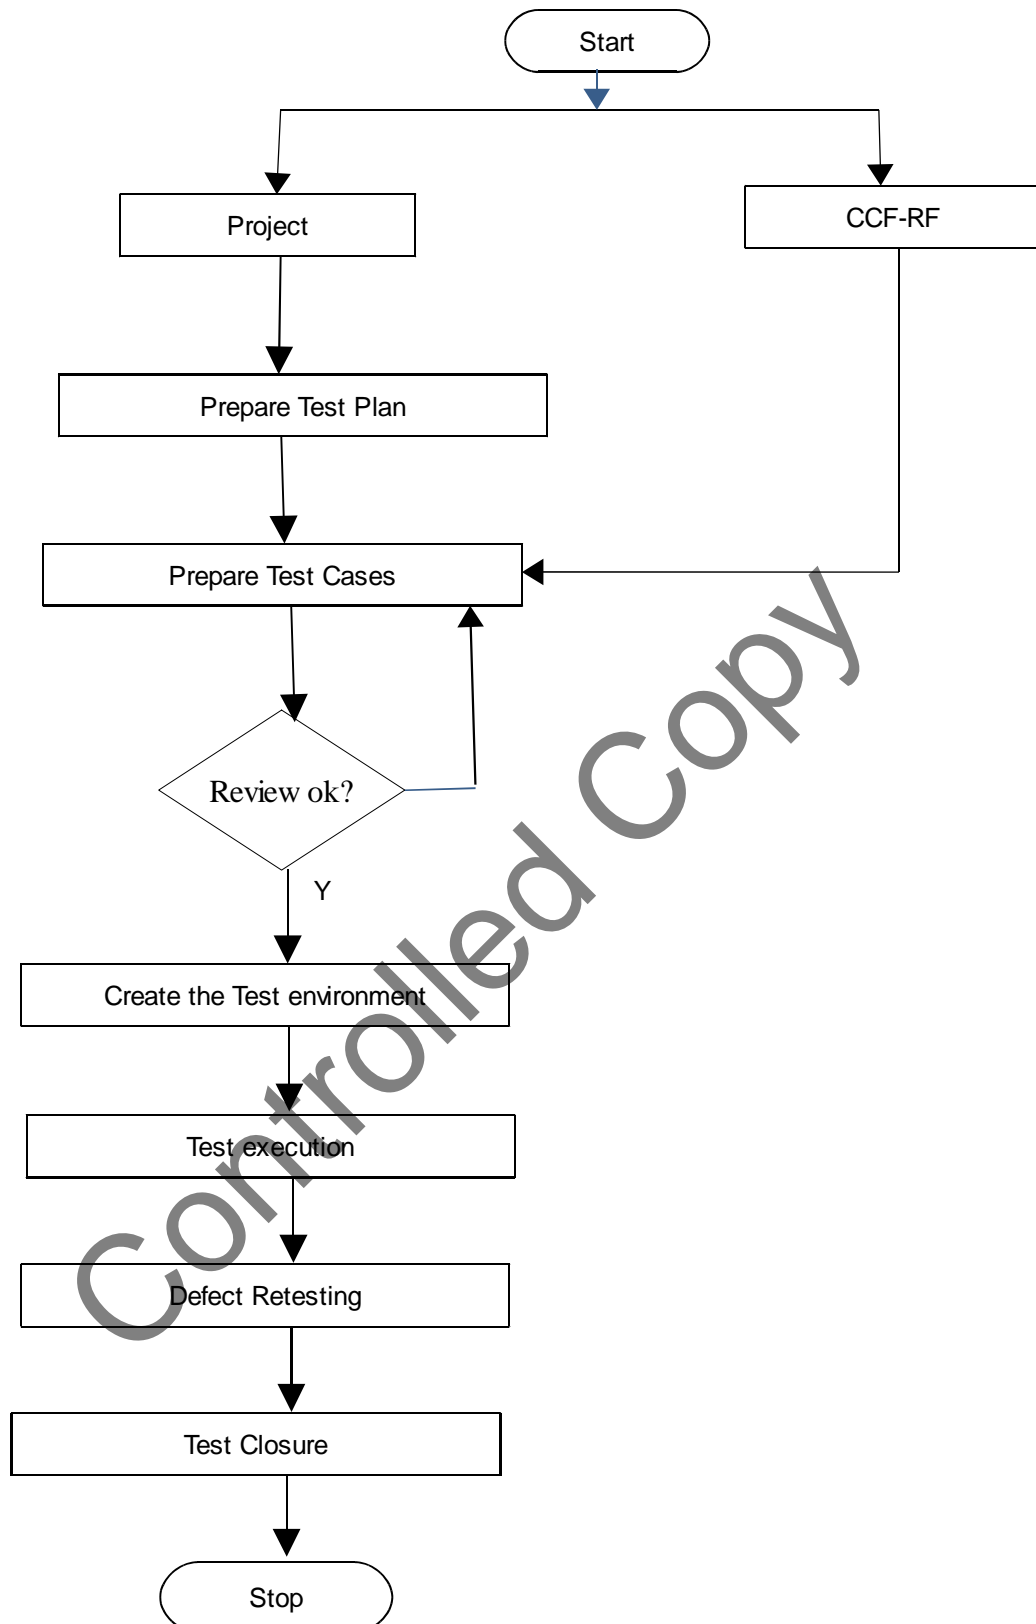 Start
Project
CCF-RF
Prepare Test Plan
Prepare Test Cases
Review ok?
Y
Create the Test environment
Test execution
Defect Retesting
Test Closure
Stop
Controlled Copy